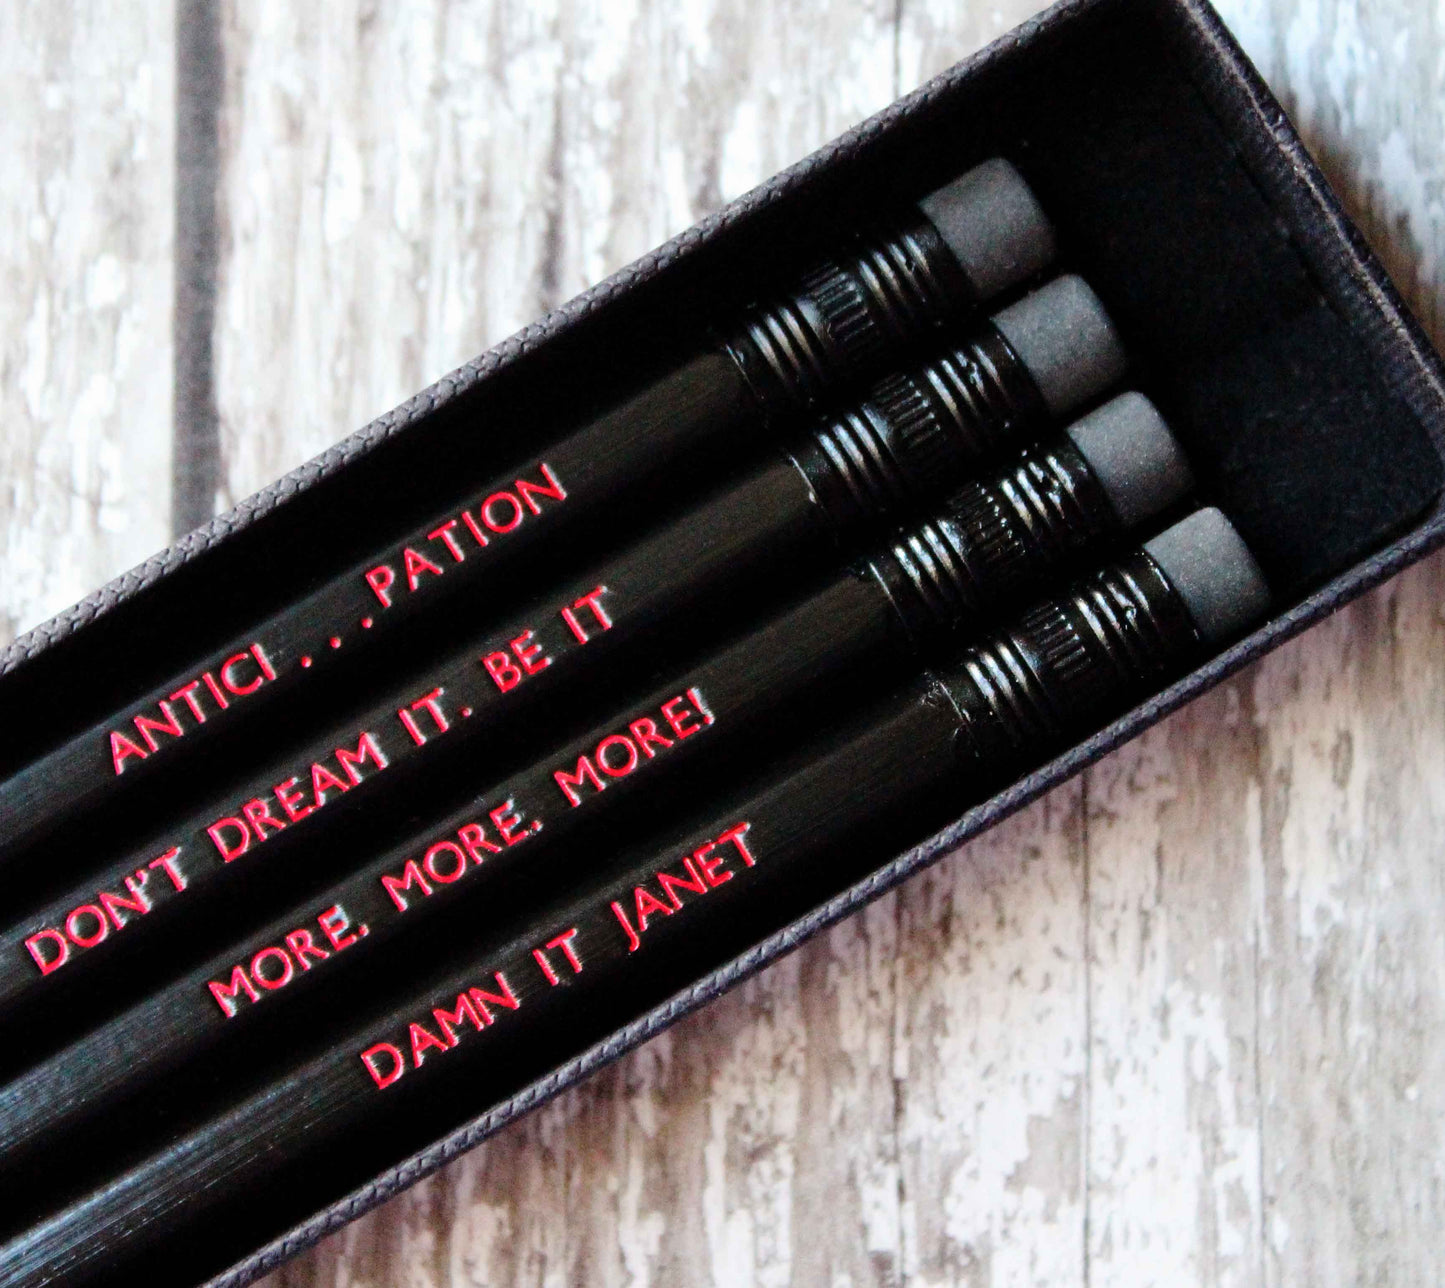 ANTICI . . . PATION
DON'T DREAM IT. BE IT
MORE, MORE, MORE!
DAMN IT JANET